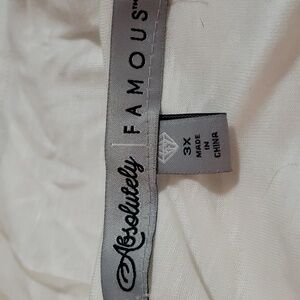 Absolutely | FAMOUS™
3X
MADE
IN
CHINA